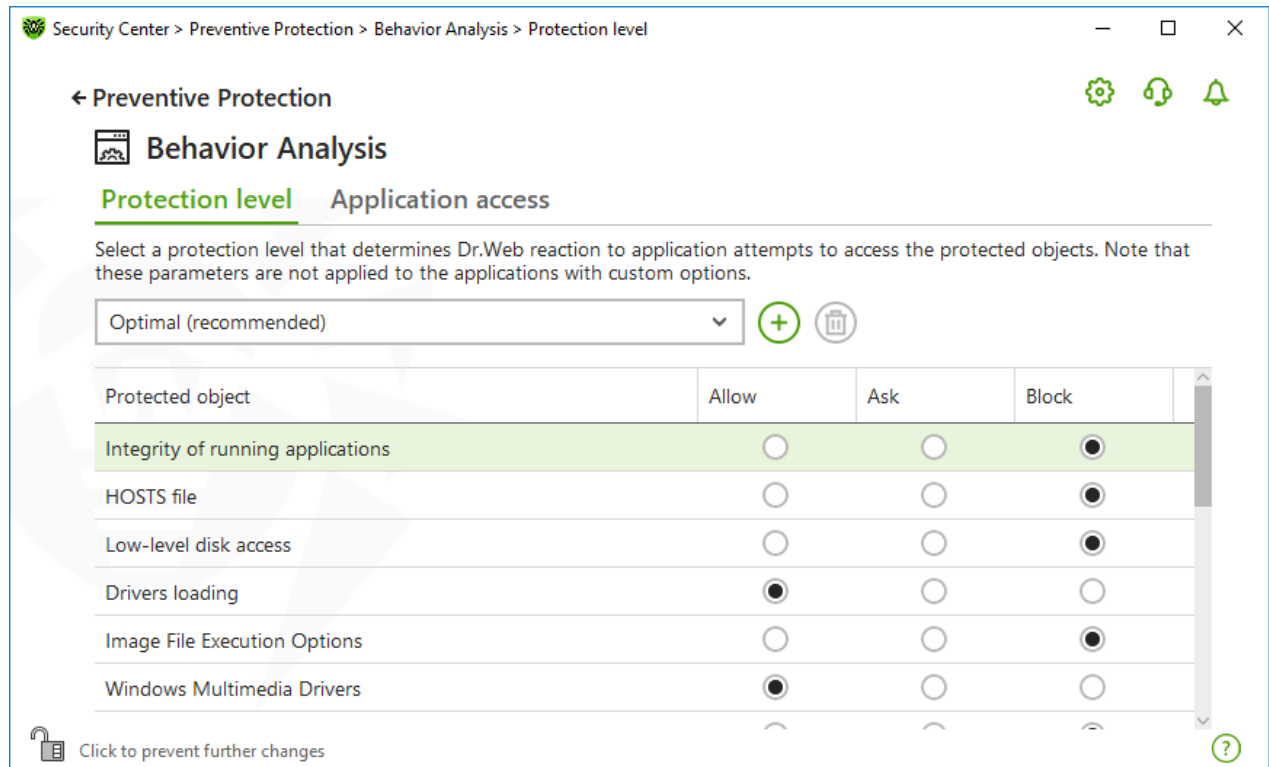 Security Center > Preventive Protection > Behavior Analysis > Protection level
Preventive Protection
Behavior Analysis
Protection level Application access
Select a protection level that determines Dr.Web reaction to application attempts to access the protected objects. Note that
these parameters are not applied to the applications with custom options.
Optimal (recommended)
Protected object Allow Ask Block
Integrity of running applications
HOSTS file
Low-level disk access
Drivers loading
Image File Execution Options
Windows Multimedia Drivers
Click to prevent further changes
?